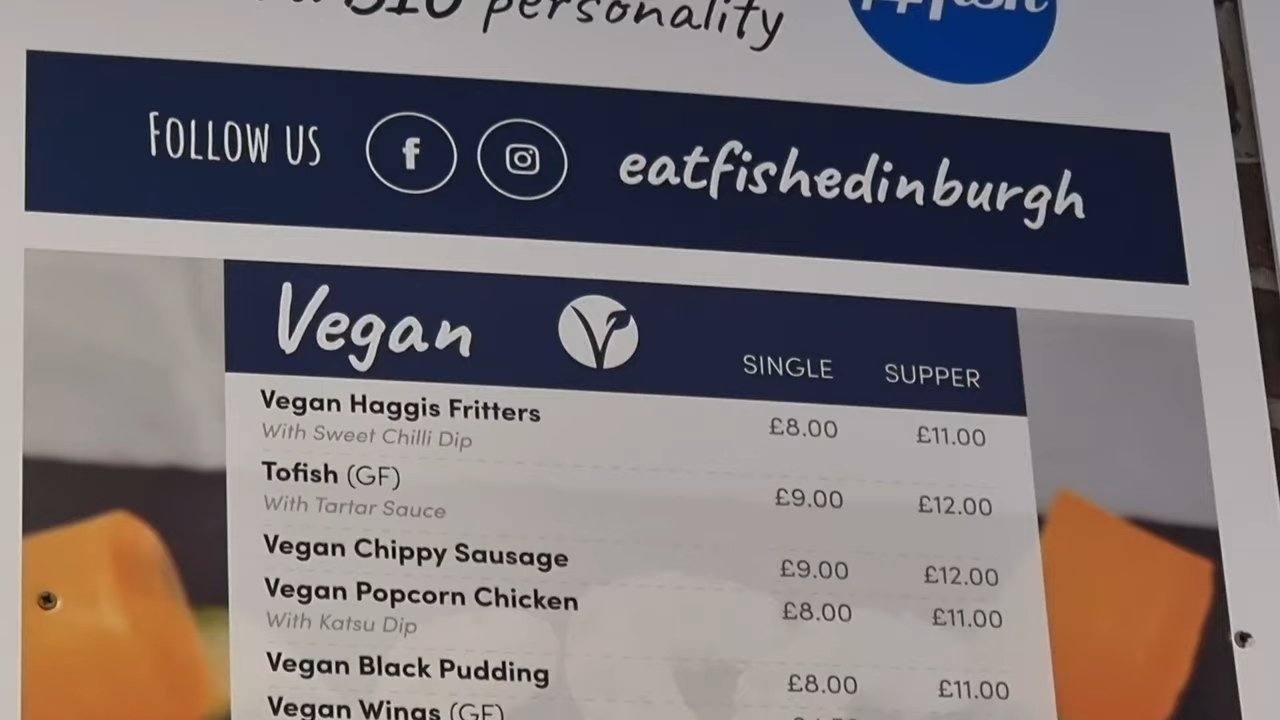 personality
FOLLOW US
eatfishedinburgh
Vegan
SINGLE SUPPER
Vegan Haggis Fritters £8.00 £11.00
With Sweet Chilli Dip
Tofish (GF) £9.00 £12.00
With Tartar Sauce
Vegan Chippy Sausage £9.00 £12.00
Vegan Popcorn Chicken £8.00 £11.00
With Katsu Dip
Vegan Black Pudding £8.00 £11.00
Vegan Wings (GF)